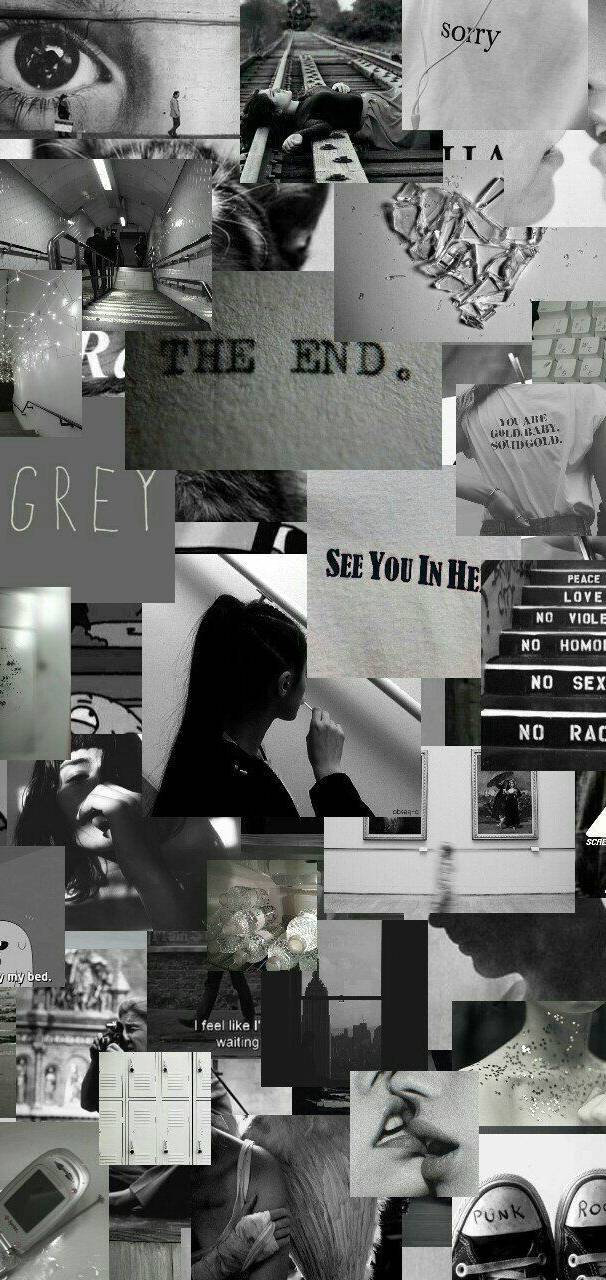 sorry
THE END.
YOU ARE
GOLD, BABY.
SOLID GOLD.
GREY
SEE YOU IN HE
PEACE
LOVE
NO VIOLE
NO HOMO
NO SEX
NO RAC
my bed.
I feel like I'
waiting
PUNK
ROC